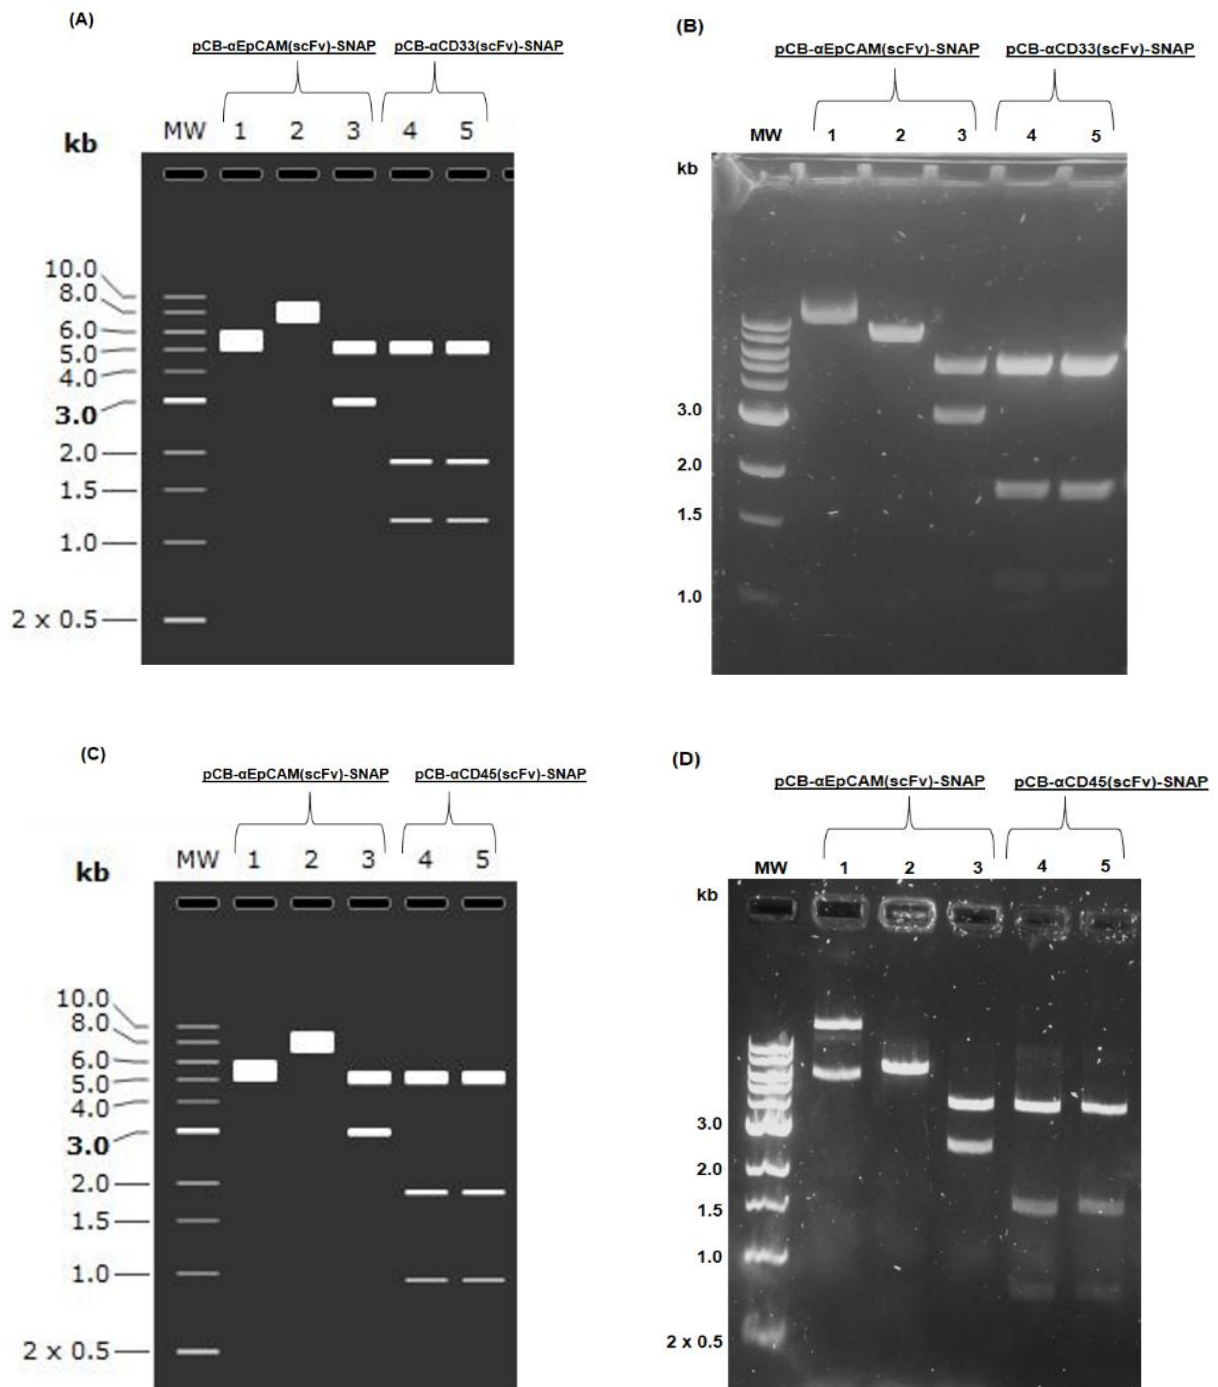 (A)
pCB-αEpCAM(scFv)-SNAP pCB-αCD33(scFv)-SNAP
kb MW 1 2 3 4 5
10.0
8.0
6.0
5.0
4.0
3.0
2.0
1.5
1.0
2 x 0.5
(B)
pCB-αEpCAM(scFv)-SNAP pCB-αCD33(scFv)-SNAP
MW 1 2 3 4 5
kb
3.0
2.0
1.5
1.0
(C)
pCB-αEpCAM(scFv)-SNAP pCB-αCD45(scFv)-SNAP
kb MW 1 2 3 4 5
10.0
8.0
6.0
5.0
4.0
3.0
2.0
1.5
1.0
2 x 0.5
(D)
pCB-αEpCAM(scFv)-SNAP pCB-αCD45(scFv)-SNAP
MW 1 2 3 4 5
kb
3.0
2.0
1.5
1.0
2 x 0.5